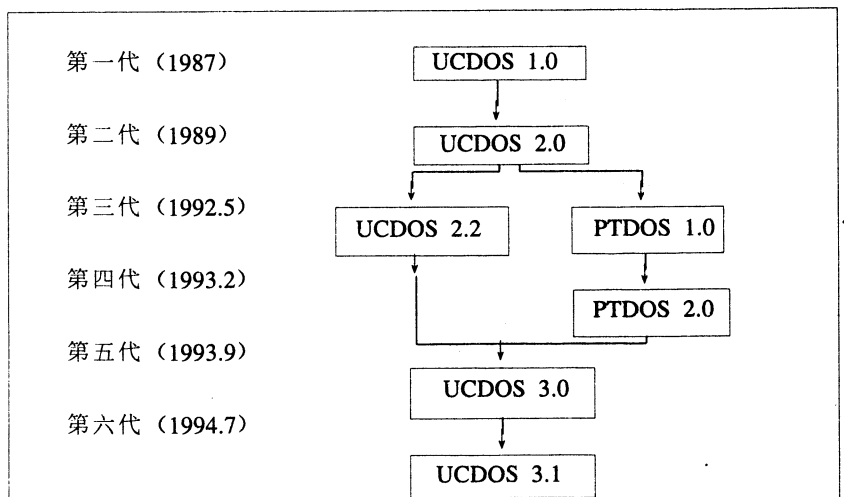 第一代（1987）
UCDOS 1.0
第二代（1989）
UCDOS 2.0
第三代（1992.5）
UCDOS 2.2
PTDOS 1.0
第四代（1993.2）
PTDOS 2.0
第五代（1993.9）
UCDOS 3.0
第六代（1994.7）
UCDOS 3.1